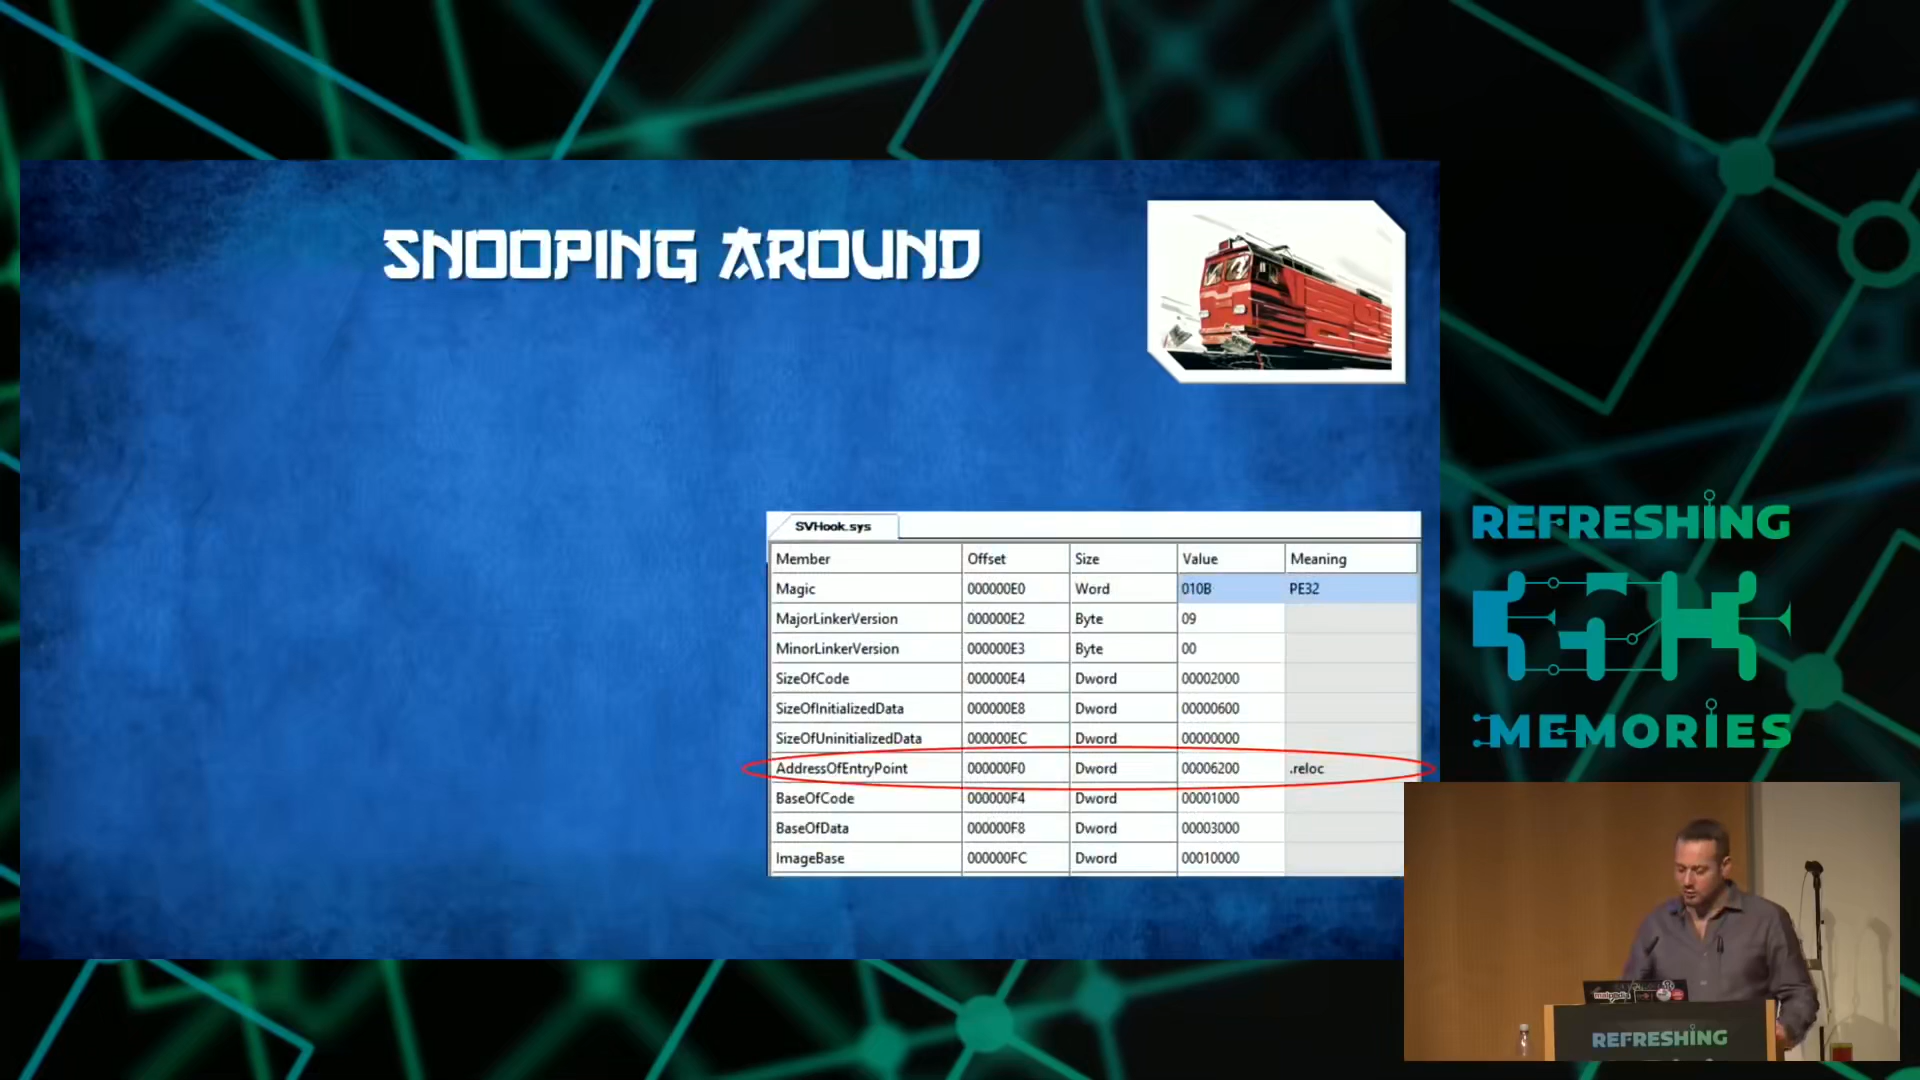 SNOOPING AROUND
SVHook.sys
Member Offset Size Value Meaning
Magic 000000E0 Word 010B PE32
MajorLinkerVersion 000000E2 Byte 09
MinorLinkerVersion 000000E3 Byte 00
SizeOfCode 000000E4 Dword 00002000
SizeOfInitializedData 000000E8 Dword 00000600
SizeOfUninitializedData 000000EC Dword 00000000
AddressOfEntryPoint 000000F0 Dword 00006200 .reloc
BaseOfCode 000000F4 Dword 00001000
BaseOfData 000000F8 Dword 00003000
ImageBase 000000FC Dword 00010000
REFRESHING
MEMORIES
malpedia
REFRESHING